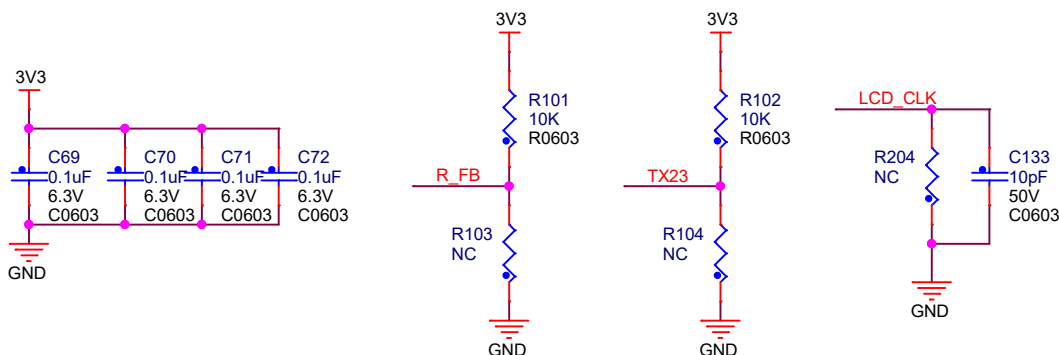 3V3
C69
0.1uF
6.3V
C0603
C70
0.1uF
6.3V
C0603
C71
0.1uF
6.3V
C0603
C72
0.1uF
6.3V
C0603
GND
3V3
R101
10K
R0603
R_FB
R103
NC
GND
3V3
R102
10K
R0603
TX23
R104
NC
GND
LCD_CLK
R204
NC
C133
10pF
50V
C0603
GND